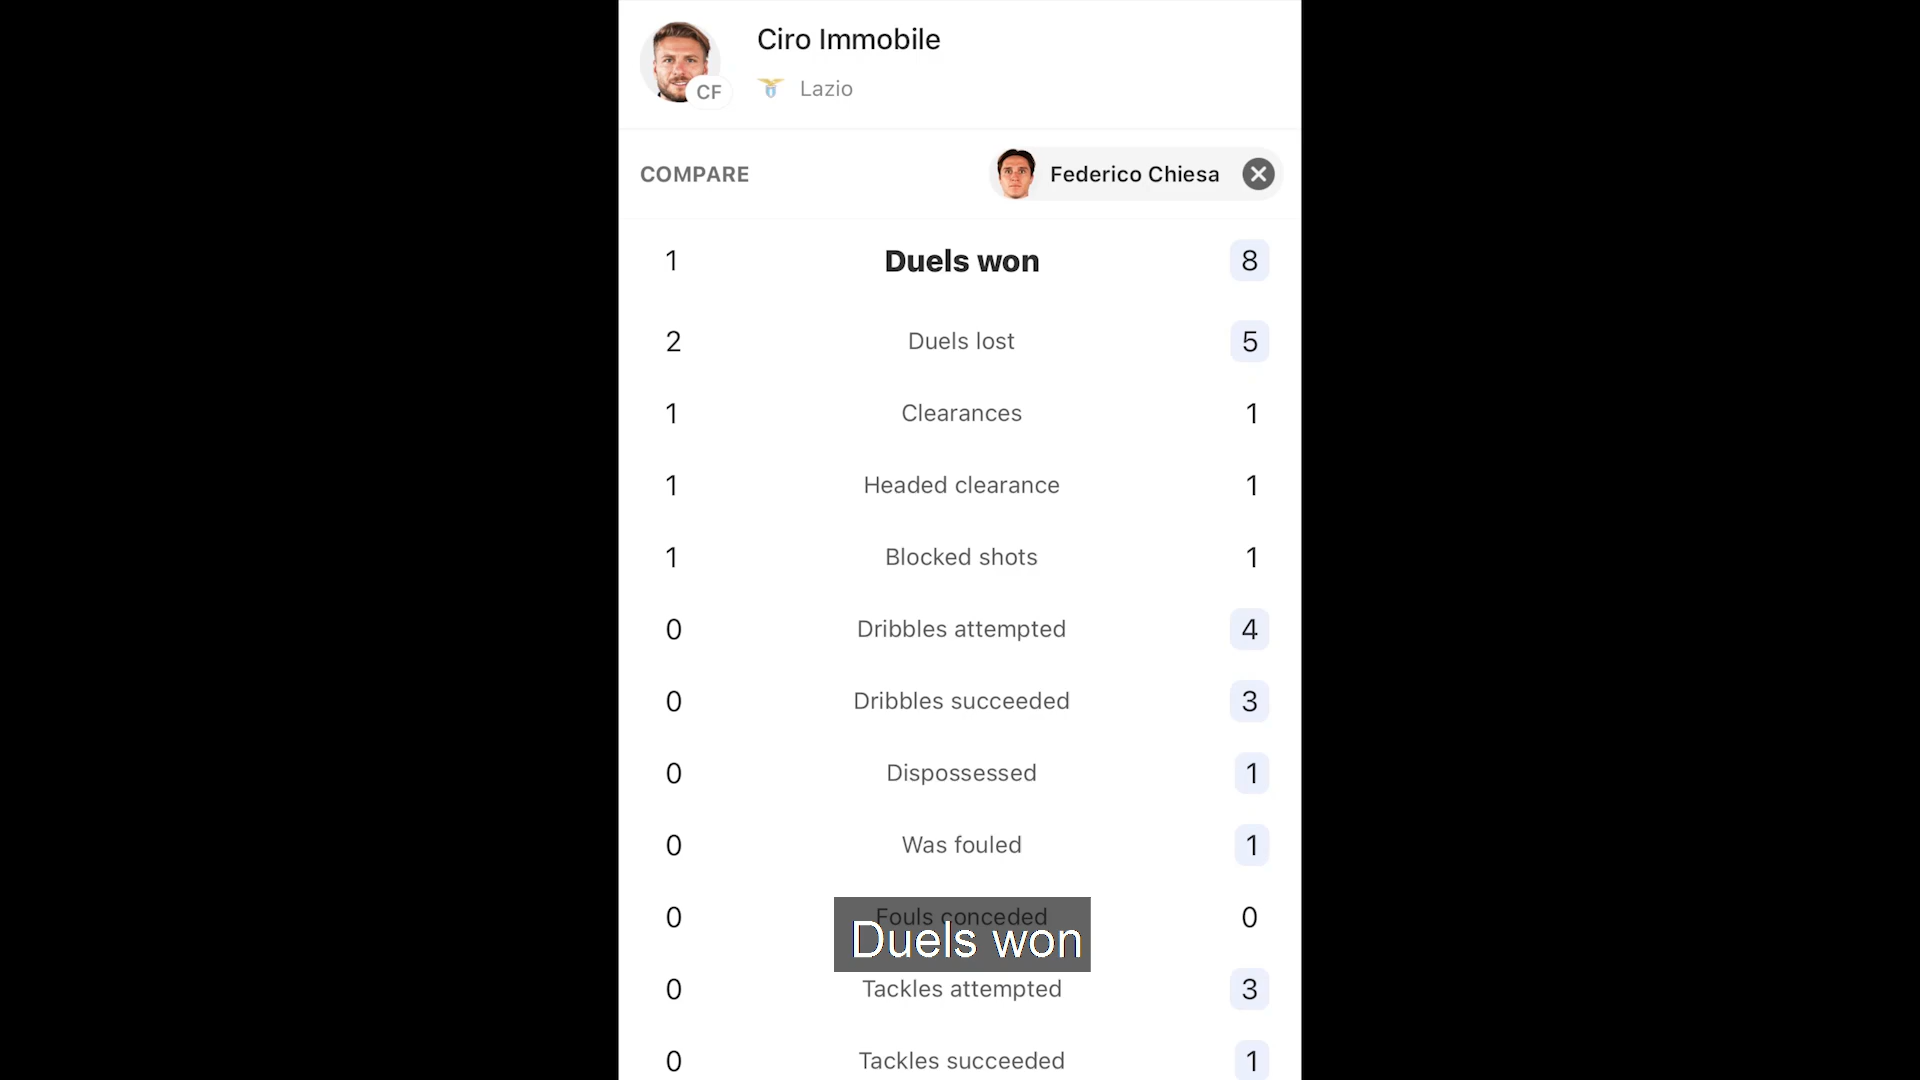 Ciro Immobile
CF
Lazio
COMPARE Federico Chiesa
1 Duels won 8
2 Duels lost 5
1 Clearances 1
1 Headed clearance 1
1 Blocked shots 1
0 Dribbles attempted 4
0 Dribbles succeeded 3
0 Dispossessed 1
0 Was fouled 1
0 Fouls conceded 0
Duels won
0 Tackles attempted 3
0 Tackles succeeded 1